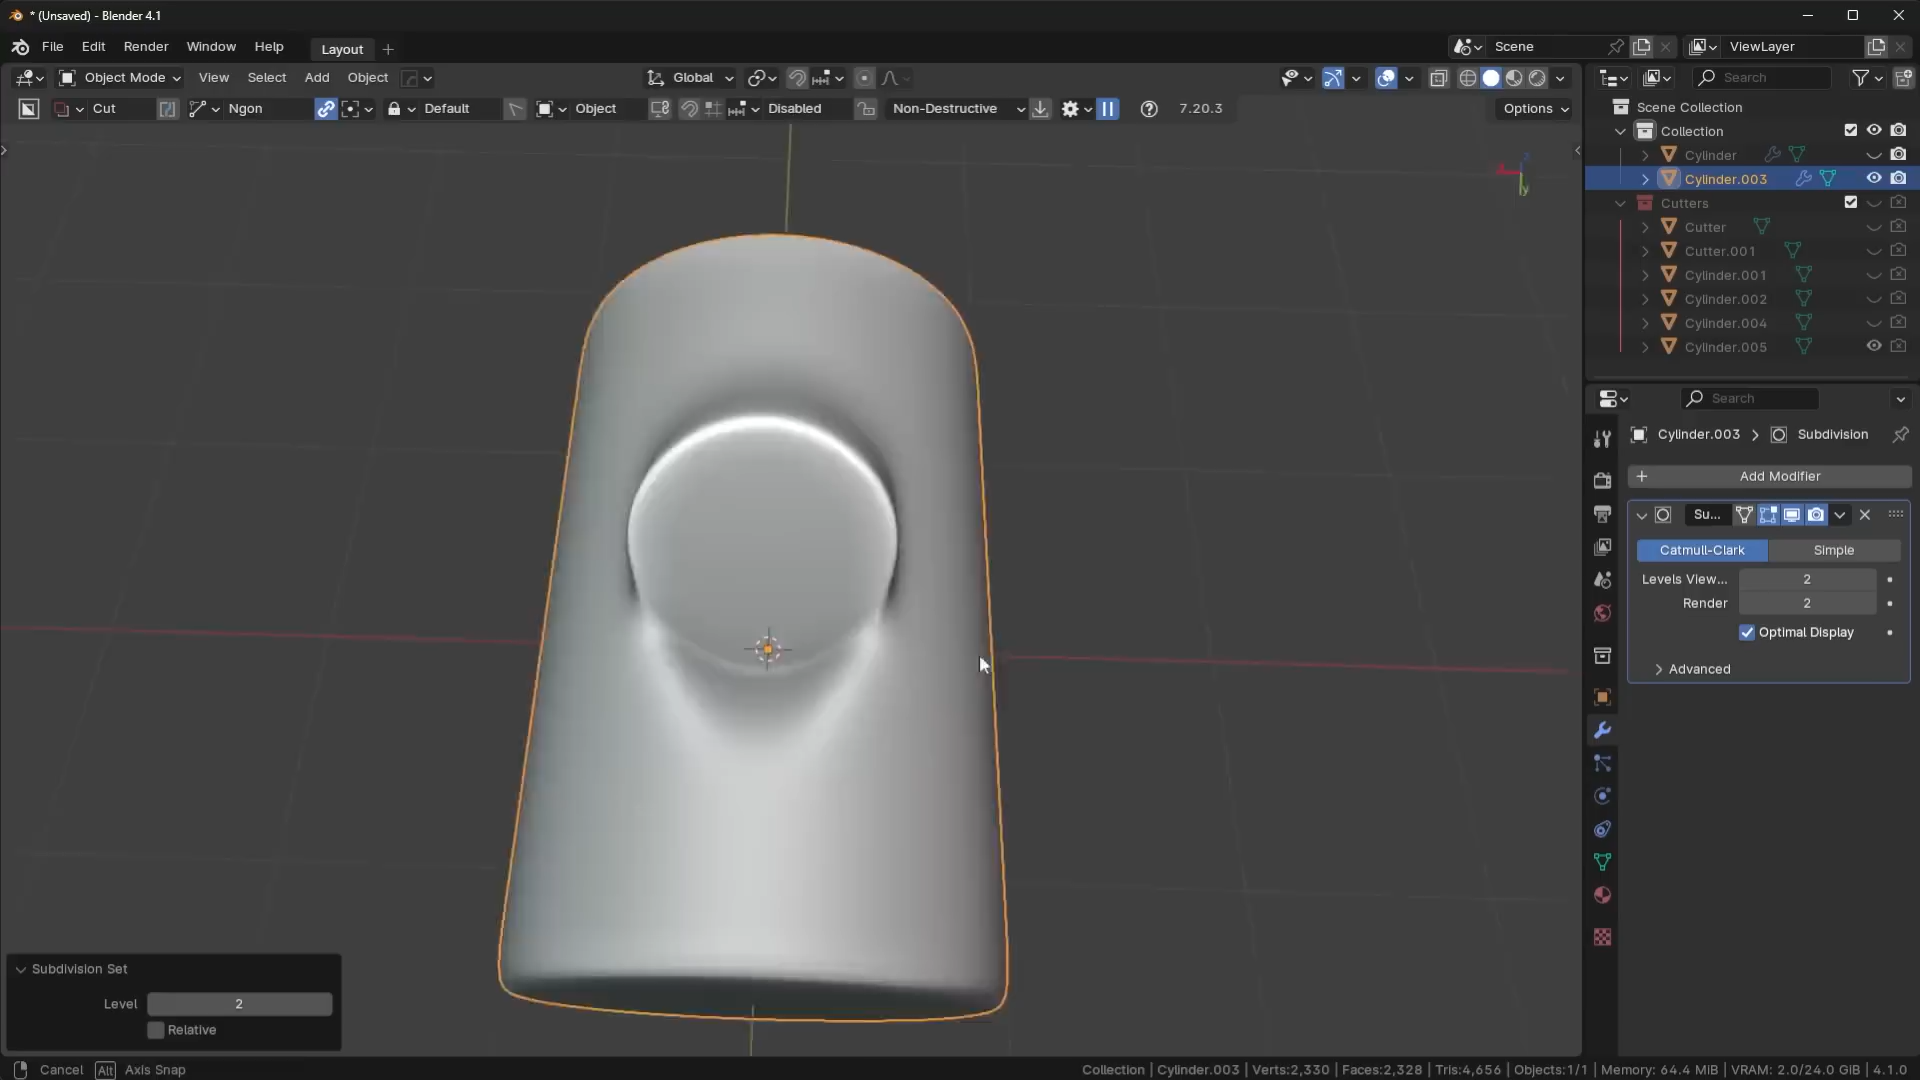 * (Unsaved) - Blender 4.1
File Edit Render Window Help Layout + Scene ViewLayer
Object Mode View Select Add Object Global Search
Cut Ngon Default Object Disabled Non-Destructive 7.20.3 Options
Scene Collection
Collection
Cylinder
Cylinder.003
Cutters
Cutter
Cutter.001
Cylinder.001
Cylinder.002
Cylinder.004
Cylinder.005
Search
Cylinder.003 > Subdivision
+ Add Modifier
Su...
Catmull-Clark Simple
Levels View... 2
Render 2
Optimal Display
Advanced
Subdivision Set
Level 2
Relative
Cancel Alt Axis Snap Collection | Cylinder.003 | Verts:2,330 | Faces:2,328 | Tris:4,656 | Objects:1/1 | Memory: 64.4 MiB | VRAM: 2.0/24.0 GiB | 4.1.0